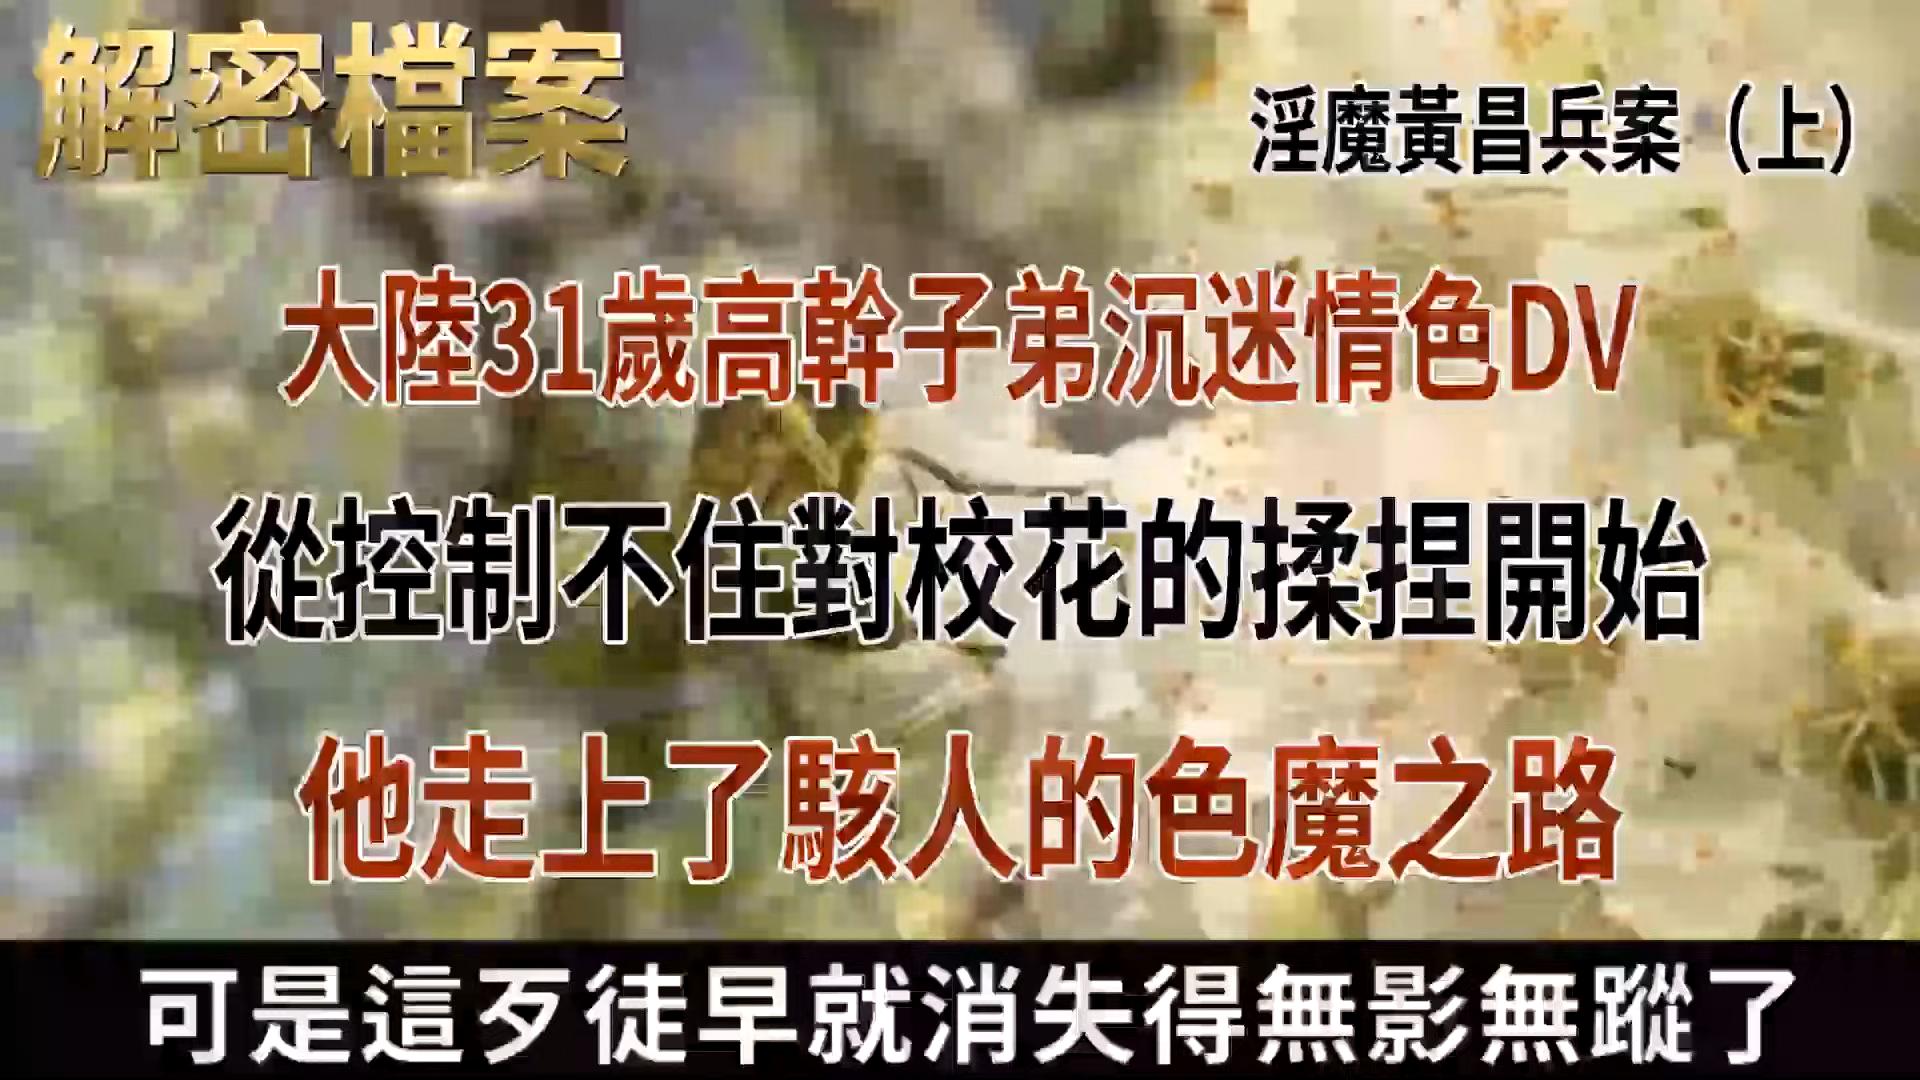 解密檔案
淫魔黃昌兵案（上）
大陸31歲高幹子弟沉迷情色DV
從控制不住對校花的揉捏開始
他走上了駭人的色魔之路
可是這歹徒早就消失得無影無蹤了